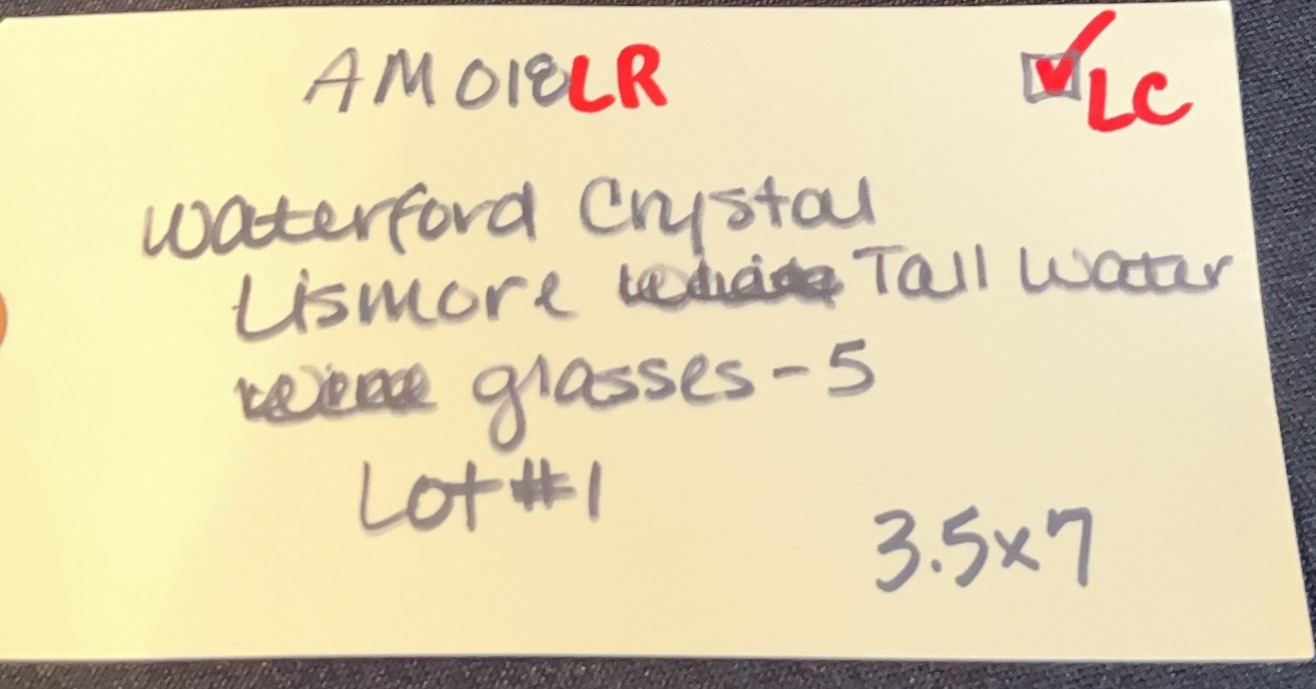 AM018LR
LC
Waterford Crystal
Lismore Tall Water
glasses - 5
Lot #1
3.5x7